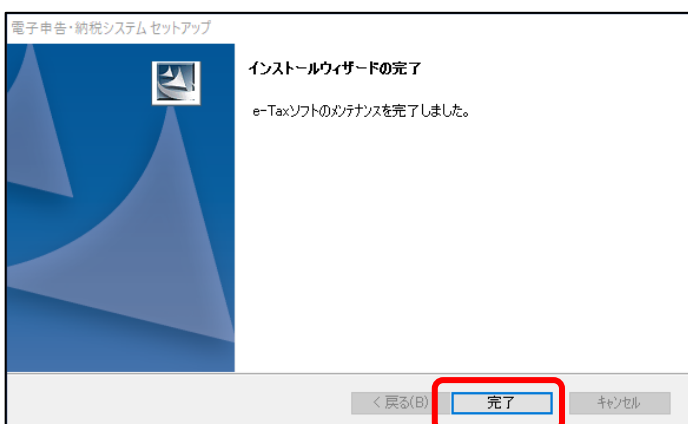 電子申告・納税システム セットアップ
インストールウィザードの完了
e-Taxソフトのメンテナンスを完了しました。
< 戻る(B)
完了
キャンセル